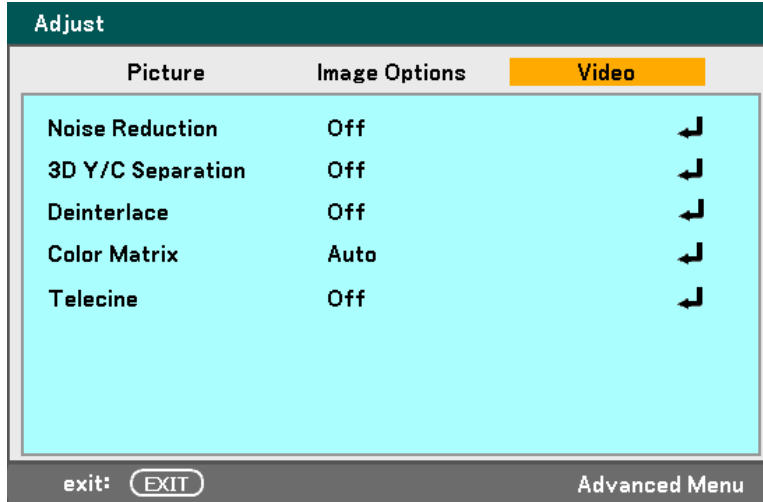 Adjust
Picture Image Options Video
Noise Reduction Off
3D Y/C Separation Off
Deinterlace Off
Color Matrix Auto
Telecine Off
exit: EXIT Advanced Menu